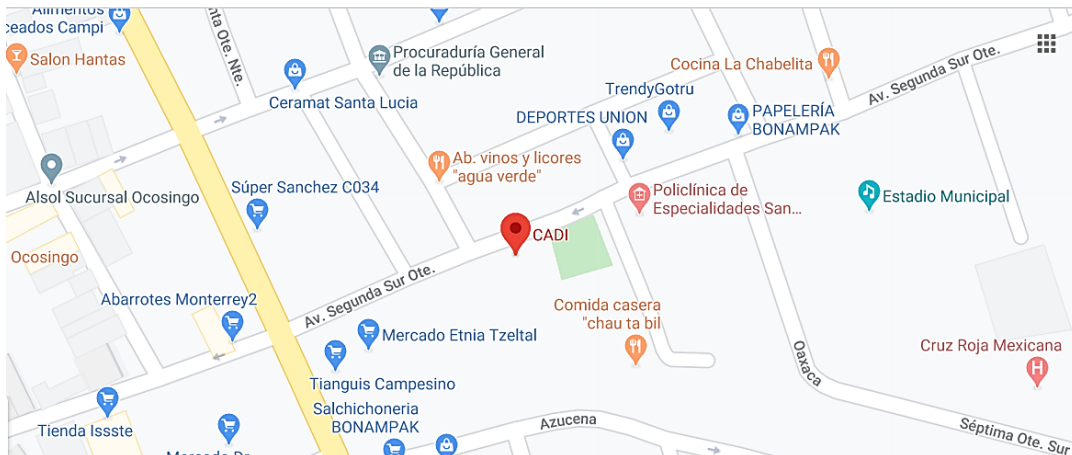 Alimentos
ceados Campi
Salon Hantas
nta Ote. Nte.
Procuraduría General
de la República
Ceramat Santa Lucia
Cocina La Chabelita
Av. Segunda Sur Ote.
TrendyGotru
DEPORTES UNION
PAPELERÍA
BONAMPAK
Ab. vinos y licores
"agua verde"
Alsol Sucursal Ocosingo
Súper Sanchez C034
Policlínica de
Especialidades San...
Estadio Municipal
CADI
Ocosingo
Av. Segunda Sur Ote.
Abarrotes Monterrey2
Comida casera
"chau ta bil
Mercado Etnia Tzeltal
Oaxaca
Cruz Roja Mexicana
Tianguis Campesino
Salchichoneria
BONAMPAK
Azucena
Tienda Issste
Séptima Ote. Sur